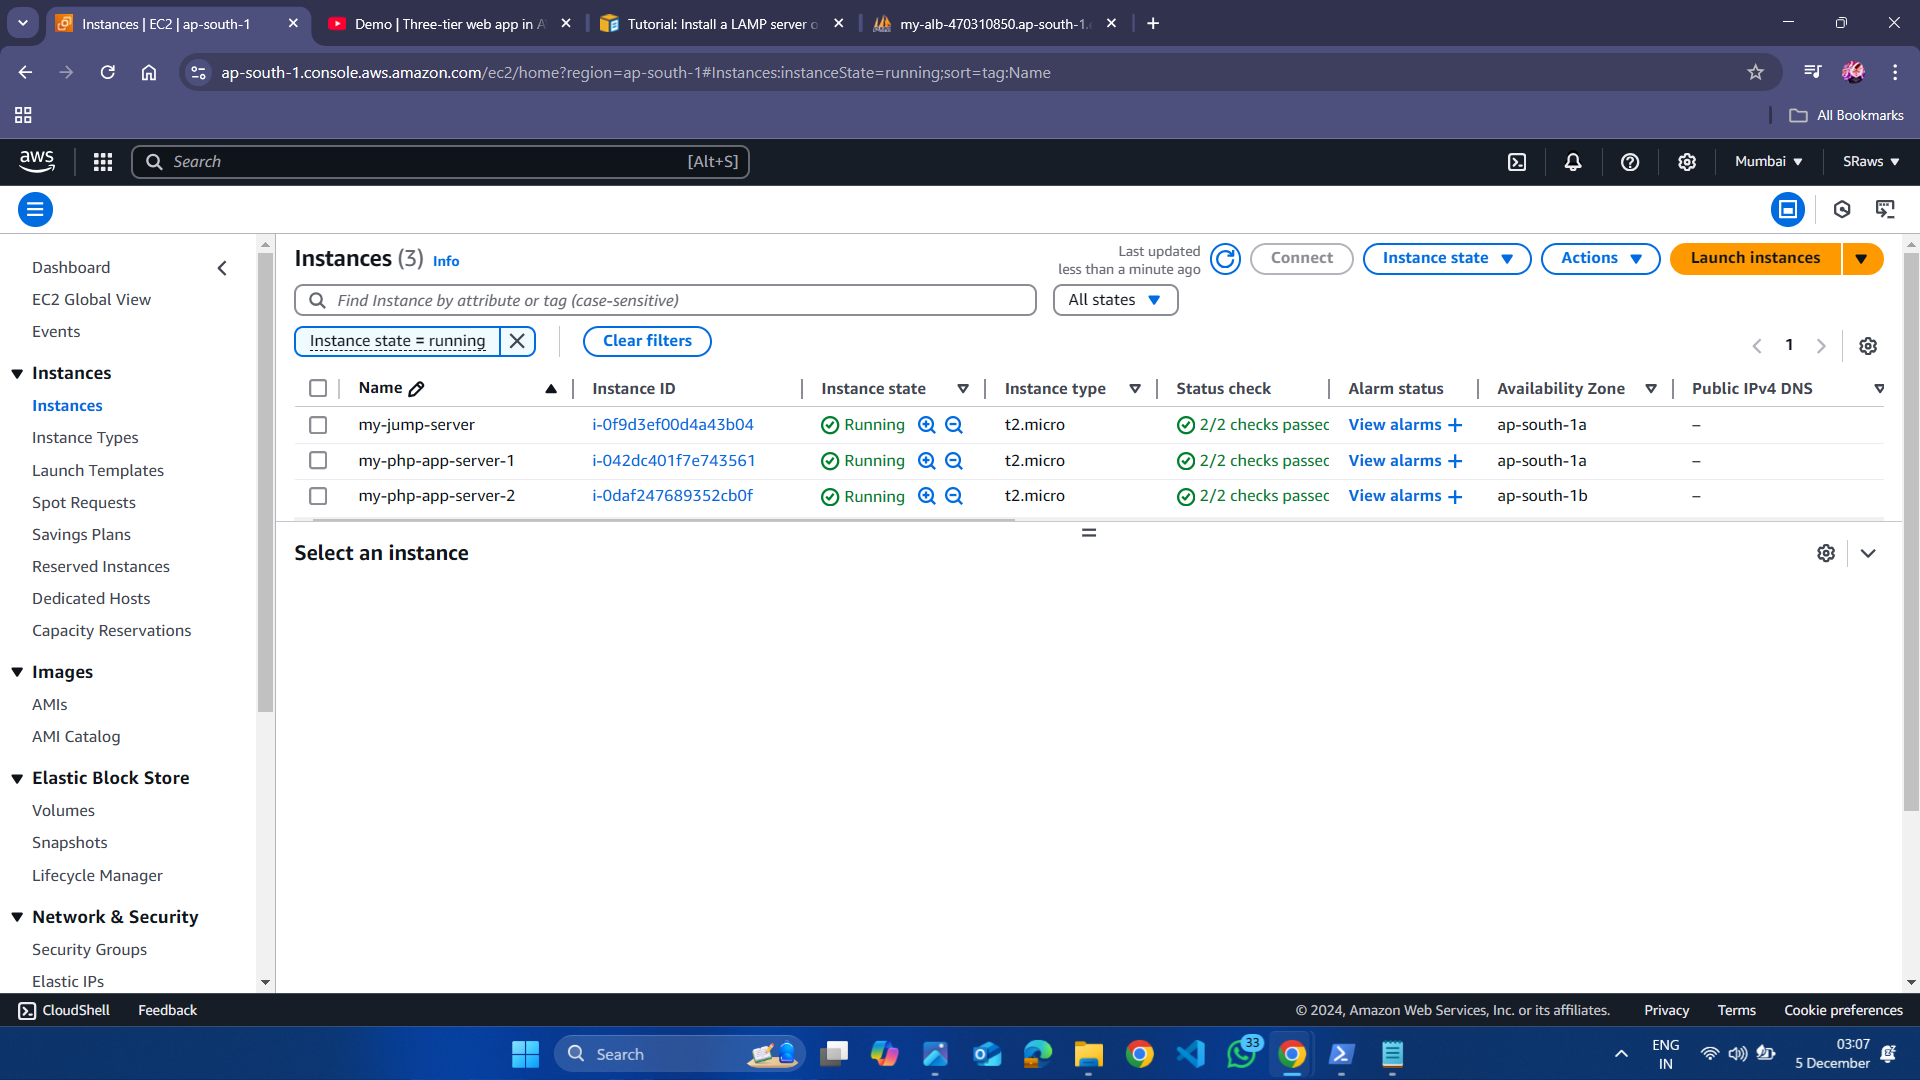 Instances | EC2 | ap-south-1
Demo | Three-tier web app in A
Tutorial: Install a LAMP server o
my-alb-470310850.ap-south-1.
ap-south-1.console.aws.amazon.com/ec2/home?region=ap-south-1#Instances:instanceState=running;sort=tag:Name
All Bookmarks
aws
Search
[Alt+S]
Mumbai
SRaws
Dashboard
EC2 Global View
Events
Instances
Instances
Instance Types
Launch Templates
Spot Requests
Savings Plans
Reserved Instances
Dedicated Hosts
Capacity Reservations
Images
AMIs
AMI Catalog
Elastic Block Store
Volumes
Snapshots
Lifecycle Manager
Network & Security
Security Groups
Elastic IPs
Instances (3) Info
Last updated
less than a minute ago
Connect
Instance state
Actions
Launch instances
Find Instance by attribute or tag (case-sensitive)
All states
Instance state = running
Clear filters
1
Name Instance ID Instance state Instance type Status check Alarm status Availability Zone Public IPv4 DNS
my-jump-server i-0f9d3ef00d4a43b04 Running t2.micro 2/2 checks passed View alarms + ap-south-1a –
my-php-app-server-1 i-042dc401f7e743561 Running t2.micro 2/2 checks passed View alarms + ap-south-1a –
my-php-app-server-2 i-0daf247689352cb0f Running t2.micro 2/2 checks passed View alarms + ap-south-1b –
Select an instance
CloudShell
Feedback
© 2024, Amazon Web Services, Inc. or its affiliates.
Privacy
Terms
Cookie preferences
Search
33
ENG
IN
03:07
5 December